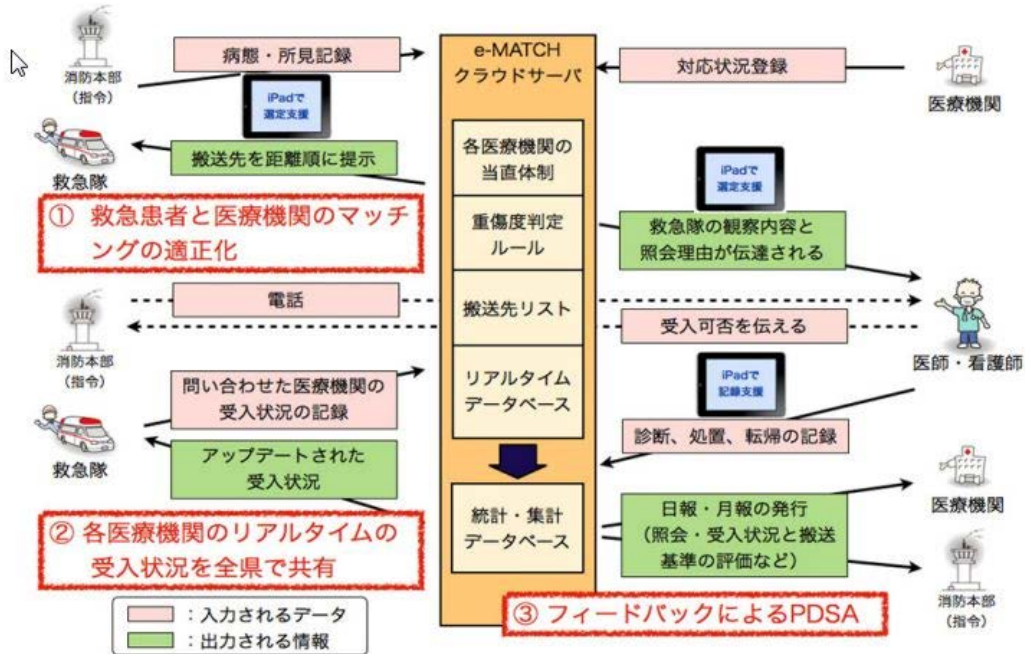 消防本部
(指令)
病態・所見記録
iPadで
選定支援
救急隊
搬送先を距離順に提示
① 救急患者と医療機関のマッチ
ングの適正化
e-MATCH
クラウドサーバ
各医療機関の
当直体制
重傷度判定
ルール
搬送先リスト
リアルタイム
データベース
統計・集計
データベース
対応状況登録
医療機関
iPadで
選定支援
救急隊の観察内容と
照会理由が伝達される
電話
消防本部
(指令)
受入可否を伝える
医師・看護師
問い合わせた医療機関の
受入状況の記録
救急隊
アップデートされた
受入状況
iPadで
記録支援
診断、処置、転帰の記録
② 各医療機関のリアルタイムの
受入状況を全県で共有
日報・月報の発行
(照会・受入状況と搬送
基準の評価など)
医療機関
消防本部
(指令)
③ フィードバックによるPDSA
:入力されるデータ
:出力される情報